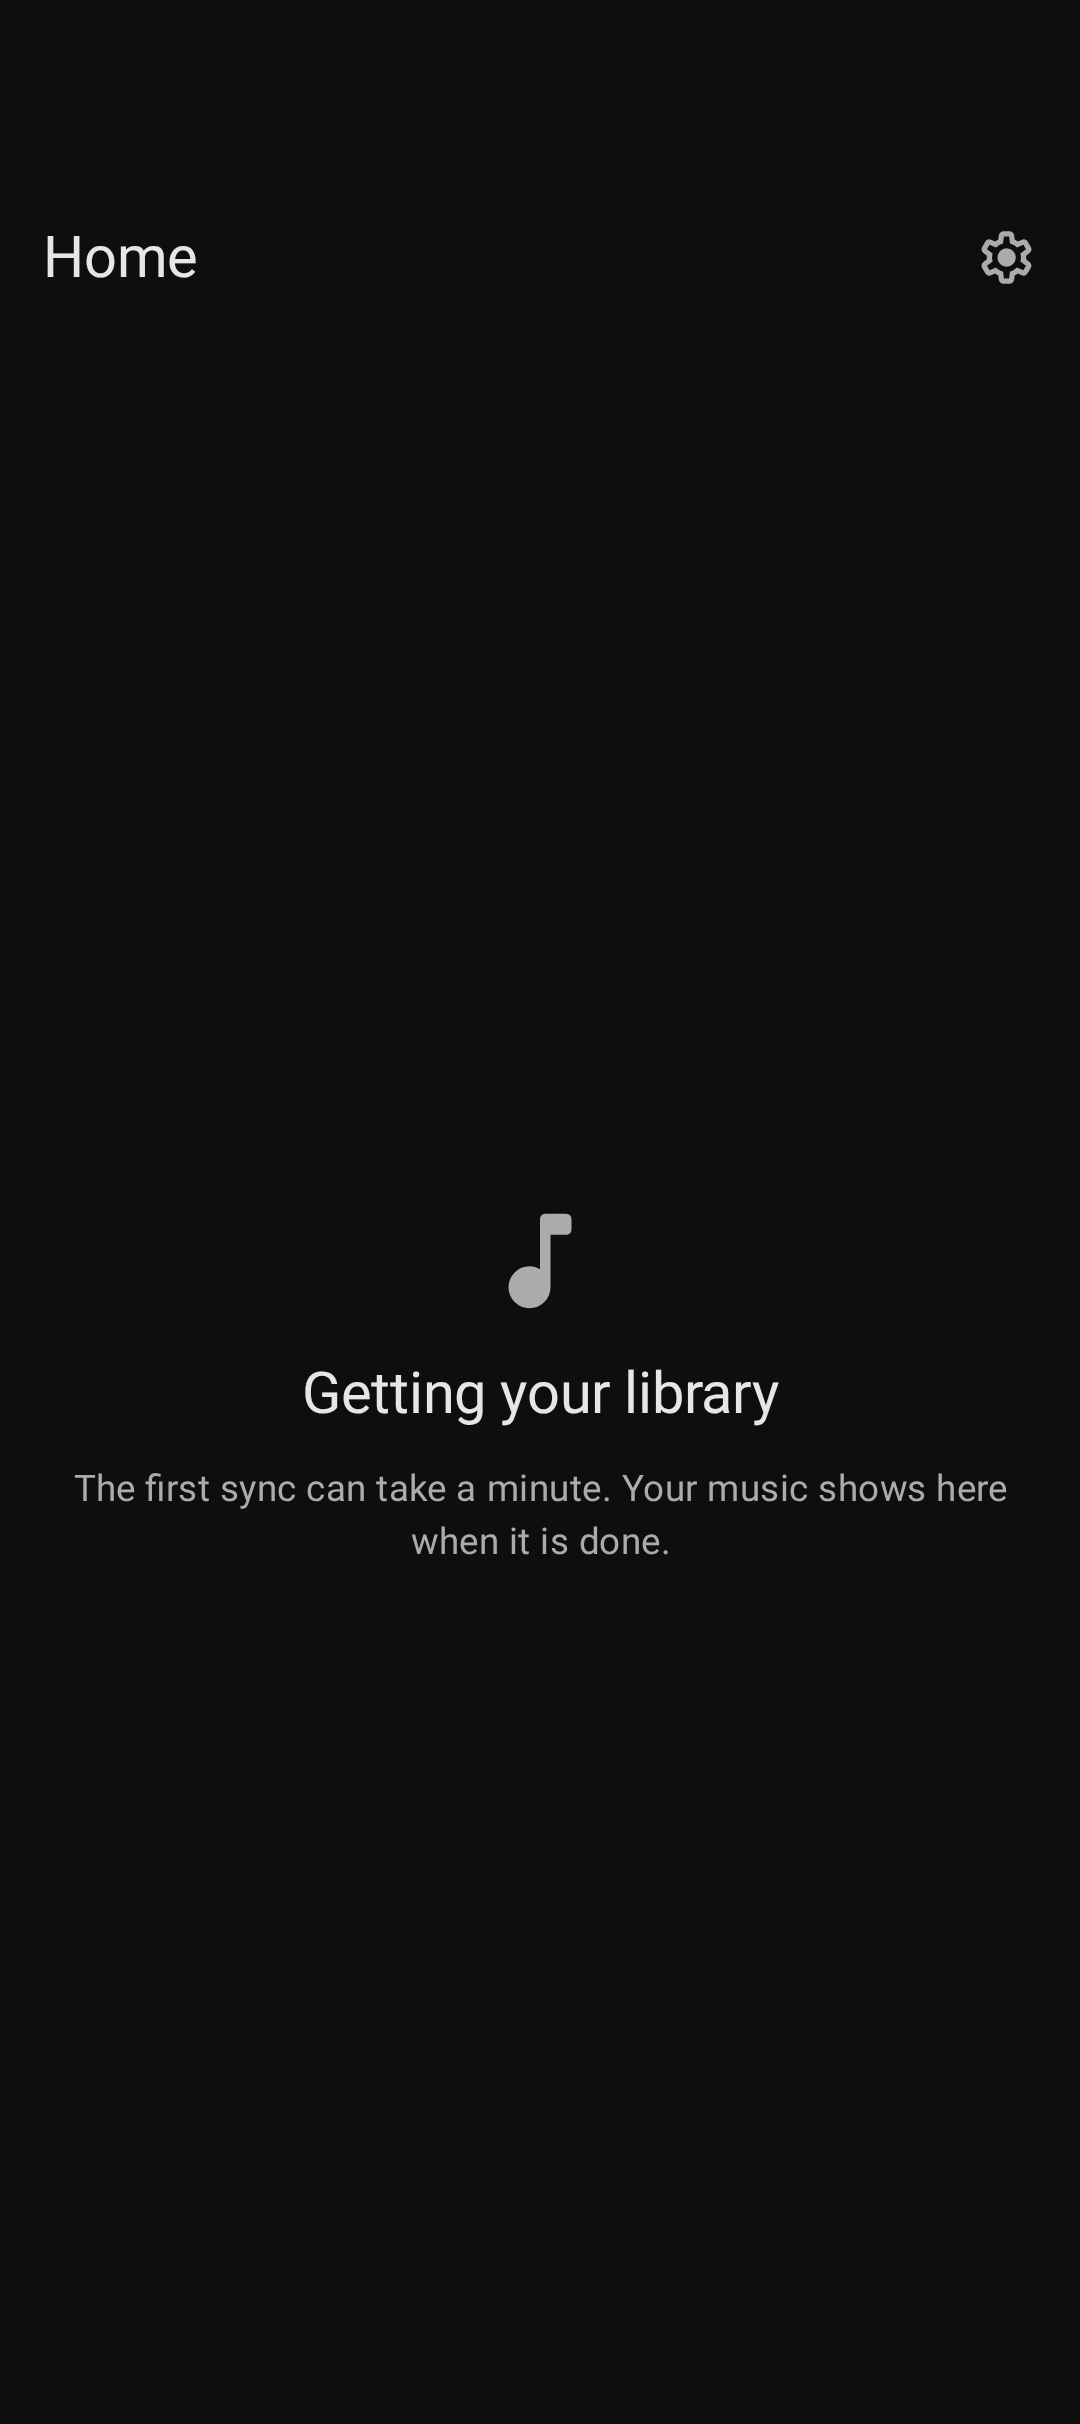 Home
Getting your library
The first sync can take a minute. Your music shows here
when it is done.